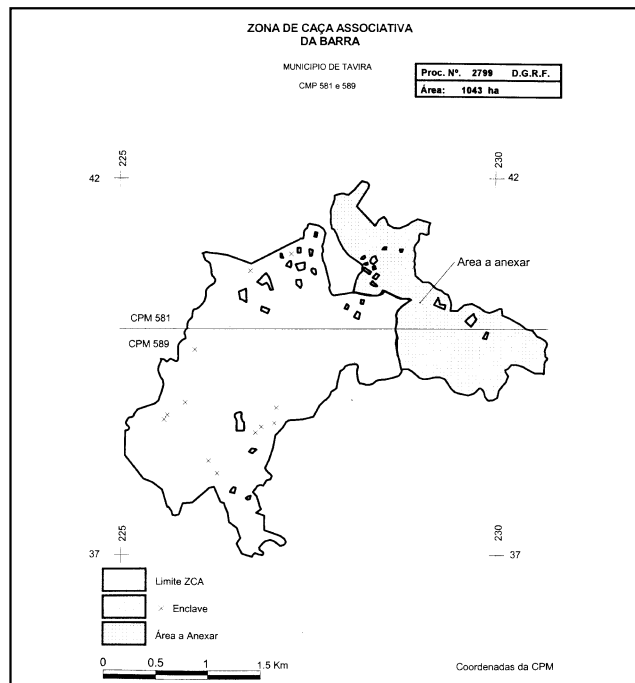 ZONA DE CAÇA ASSOCIATIVA
DA BARRA
MUNICIPIO DE TAVIRA
CMP 581 e 589
Proc. Nº. 2799 D.G.R.F.
Área: 1043 ha
225
230
42
42
Area a anexar
CPM 581
CPM 589
225
230
37
37
Limite ZCA
Enclave
Área a Anexar
0 0.5 1 1.5 Km
Coordenadas da CPM